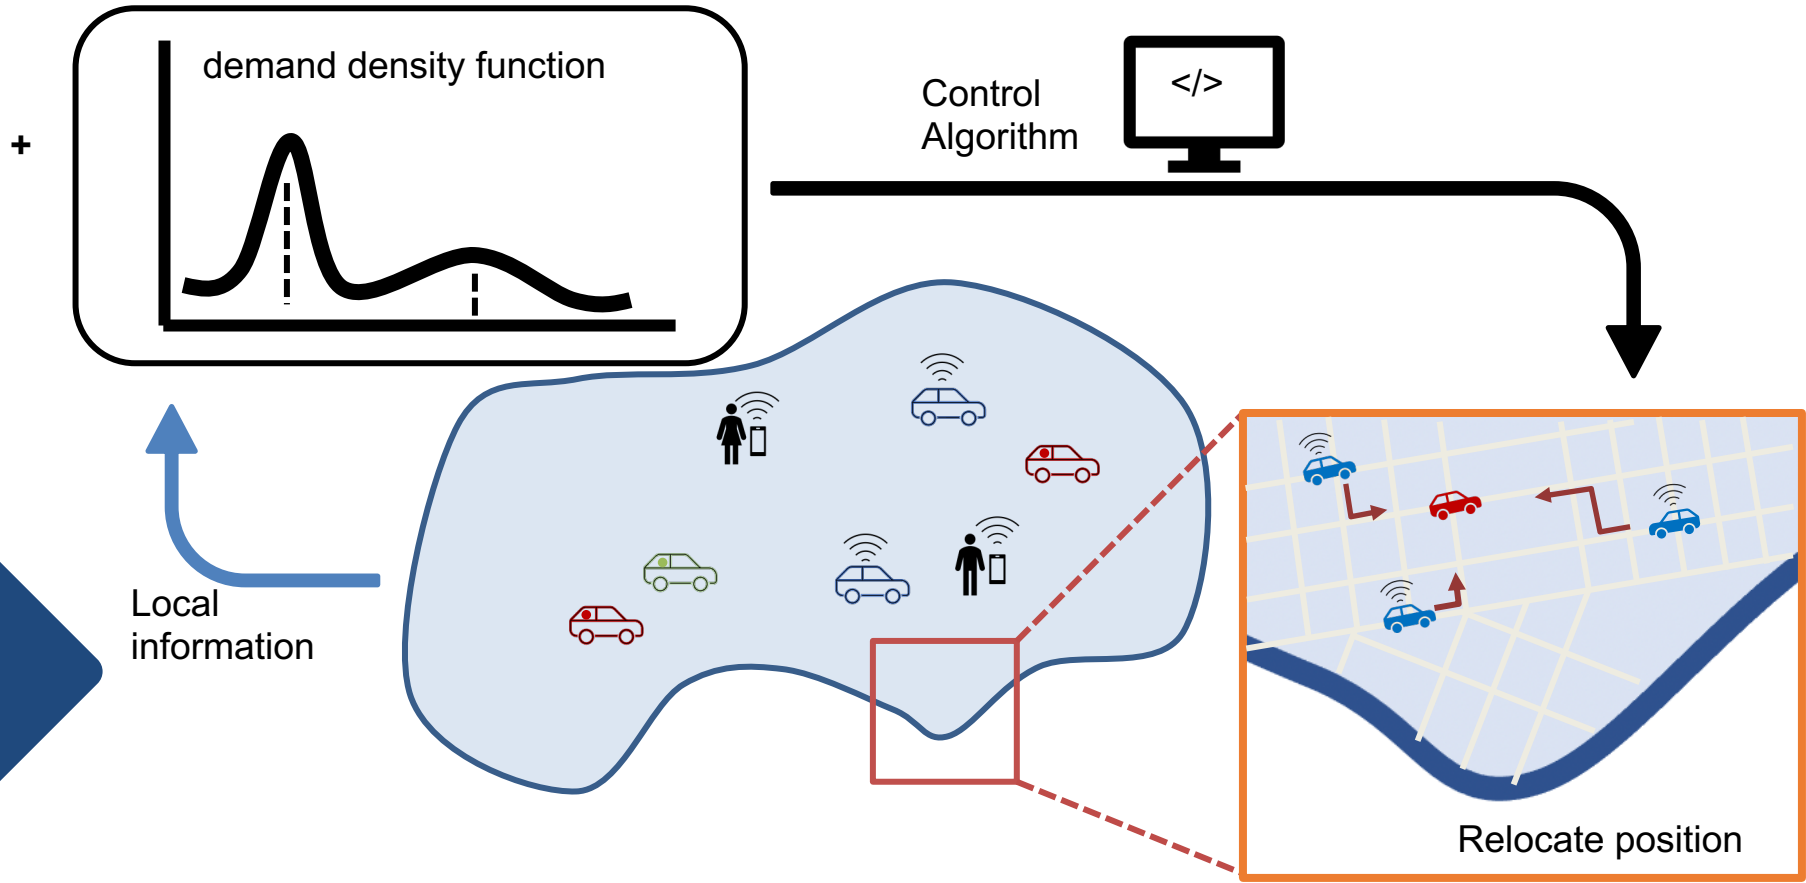 demand density function
+
Control
Algorithm
</>
Local
information
Relocate position